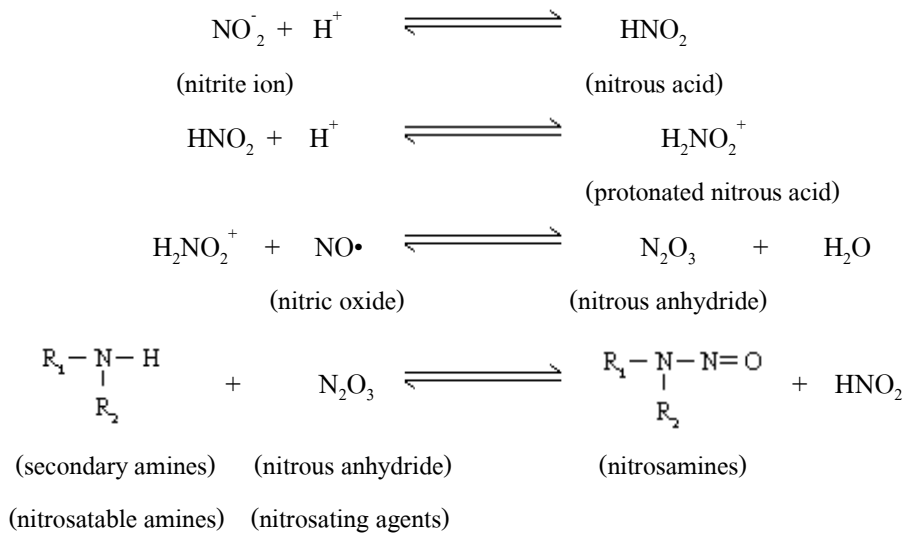 NO₂⁻ + H⁺ ⇌ HNO₂
(nitrite ion) (nitrous acid)
HNO₂ + H⁺ ⇌ H₂NO₂⁺
(protonated nitrous acid)
H₂NO₂⁺ + NO• ⇌ N₂O₃ + H₂O
(nitric oxide) (nitrous anhydride)
R₁—N—H + N₂O₃ ⇌ R₁—N—N=O + HNO₂
R₂ R₂
(secondary amines) (nitrous anhydride) (nitrosamines)
(nitrosatable amines) (nitrosating agents)